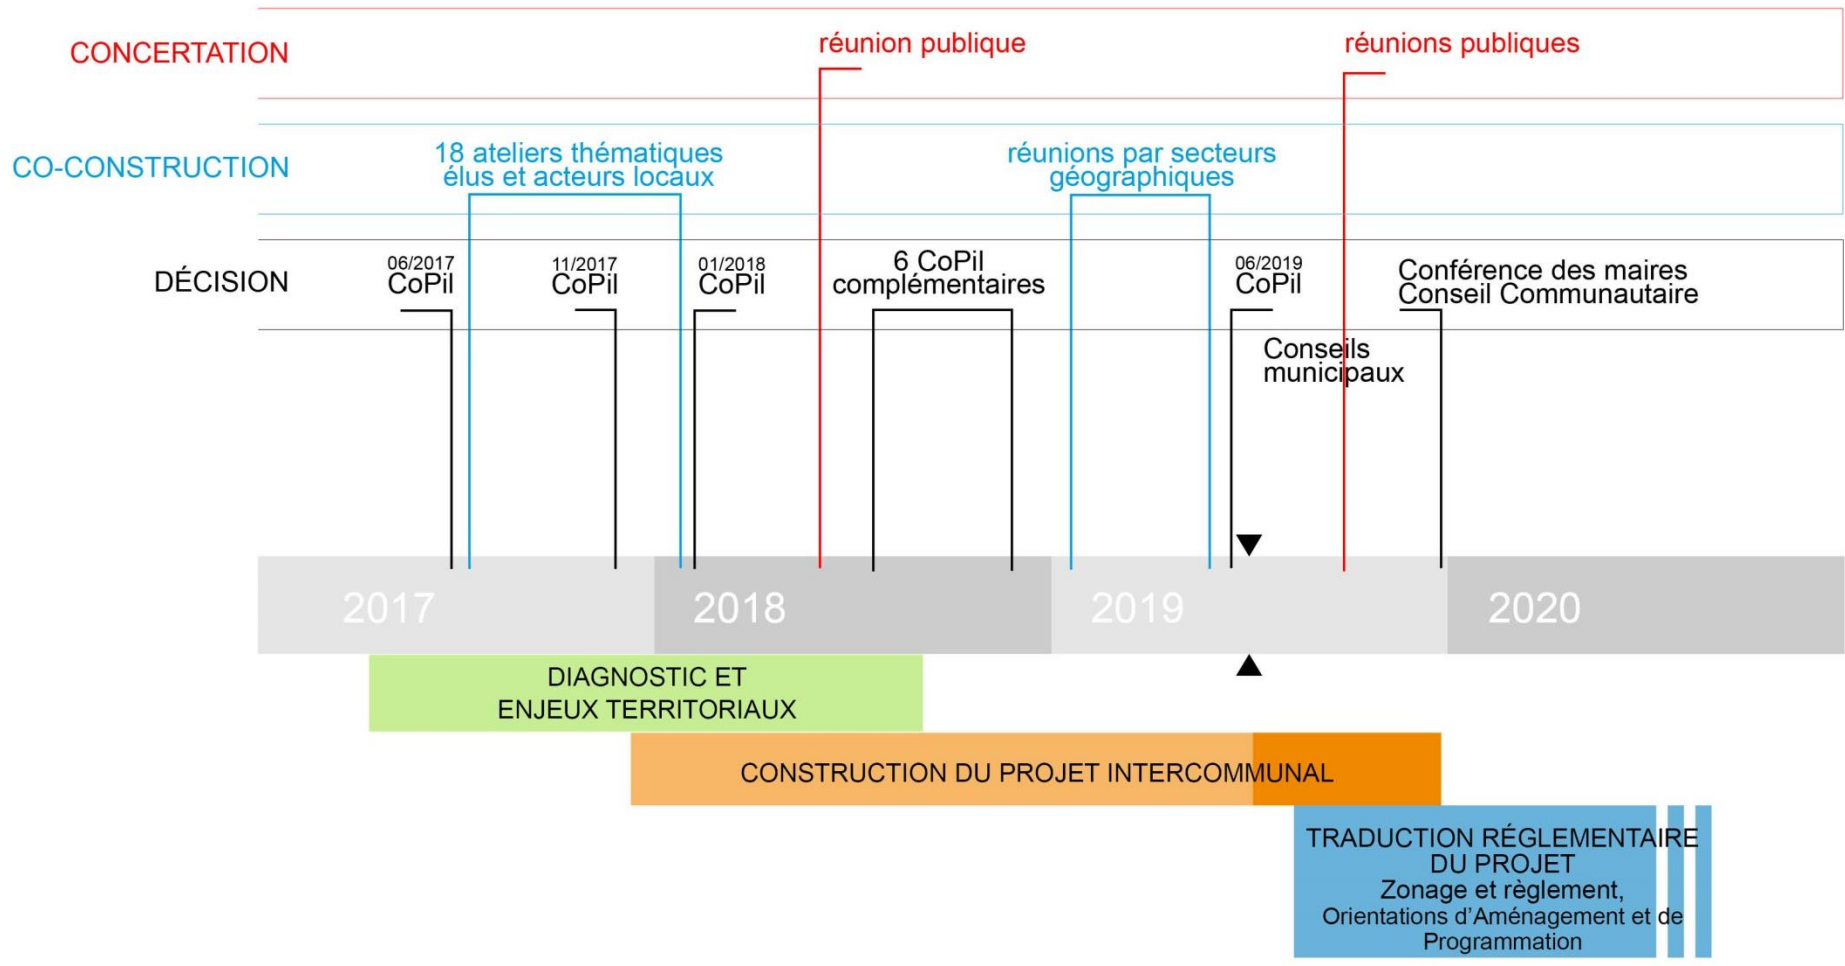 CONCERTATION
réunion publique
réunions publiques
CO-CONSTRUCTION
18 ateliers thématiques
élus et acteurs locaux
réunions par secteurs
géographiques
DÉCISION
06/2017
CoPil
11/2017
CoPil
01/2018
CoPil
6 CoPil
complémentaires
06/2019
CoPil
Conférence des maires
Conseil Communautaire
Conseils
municipaux
2017
2018
2019
2020
DIAGNOSTIC ET
ENJEUX TERRITORIAUX
CONSTRUCTION DU PROJET INTERCOMMUNAL
TRADUCTION RÉGLEMENTAIRE
DU PROJET
Zonage et règlement,
Orientations d'Aménagement et de
Programmation